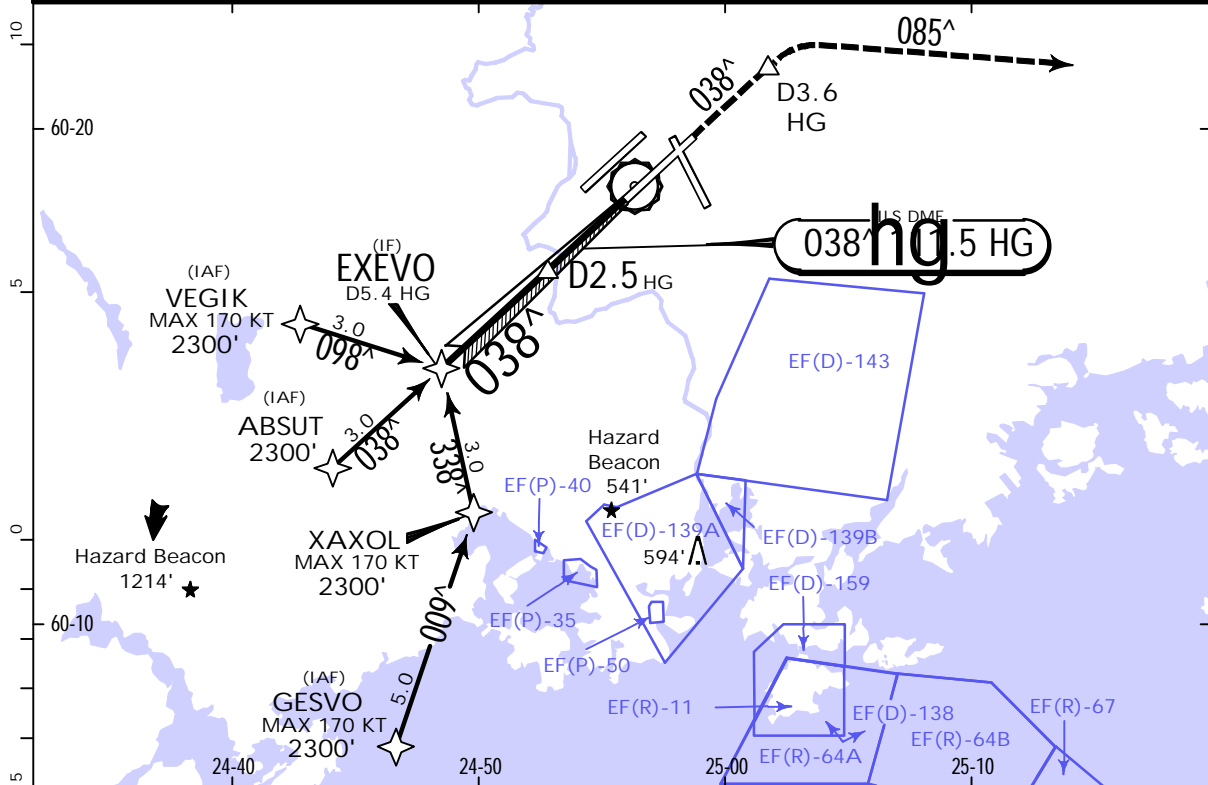 10
085^
038^
D3.6
HG
60-20
ILS DME
038^ 111.5 HG
hg
(IF)
EXEVO
D5.4 HG
D2.5 HG
(IAF)
VEGIK
MAX 170 KT
2300'
3.0
098^
5
038^
EF(D)-143
(IAF)
ABSUT
2300'
3.0
038^
3.0
338^
Hazard
Beacon
541'
EF(P)-40
EF(D)-139A
594'
EF(D)-139B
0
XAXOL
MAX 170 KT
2300'
Hazard Beacon
1214'
EF(D)-159
EF(P)-35
60-10
006^
EF(P)-50
(IAF)
GESVO
MAX 170 KT
2300'
5.0
EF(R)-11
EF(D)-138
EF(R)-67
EF(R)-64B
EF(R)-64A
5
24-40
24-50
25-00
25-10